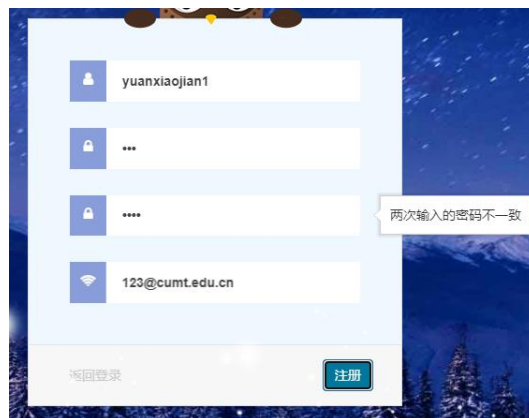 yuanxiaojian1
•••
••••
两次输入的密码不一致
123@cumt.edu.cn
返回登录
注册